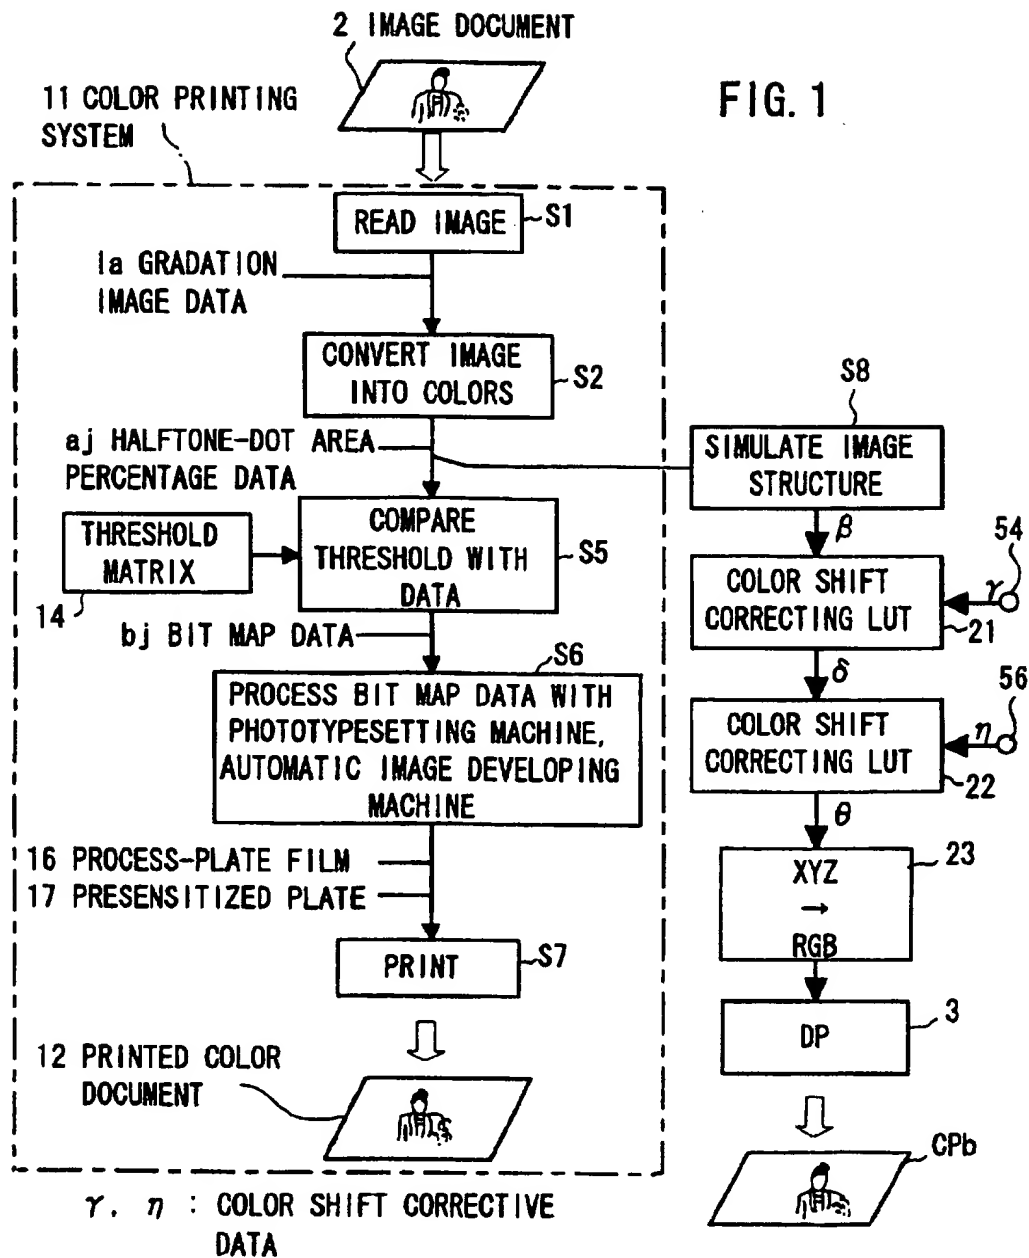 2 IMAGE DOCUMENT
FIG. 1
11 COLOR PRINTING
SYSTEM
READ IMAGE
S1
Ia GRADATION
IMAGE DATA
CONVERT IMAGE
INTO COLORS
S2
aj HALFTONE-DOT AREA
PERCENTAGE DATA
THRESHOLD
MATRIX
14
COMPARE
THRESHOLD WITH
DATA
S5
bj BIT MAP DATA
S6
PROCESS BIT MAP DATA WITH
PHOTOTYPESETTING MACHINE,
AUTOMATIC IMAGE DEVELOPING
MACHINE
16 PROCESS-PLATE FILM
17 PRESENSITIZED PLATE
PRINT
S7
12 PRINTED COLOR
DOCUMENT
S8
SIMULATE IMAGE
STRUCTURE
β
54
COLOR SHIFT
CORRECTING LUT
γ
21
δ
56
COLOR SHIFT
CORRECTING LUT
η
22
θ
23
XYZ
→
RGB
3
DP
CPb
γ, η : COLOR SHIFT CORRECTIVE
DATA